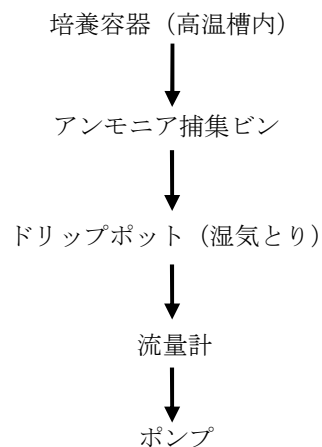 培養容器（高温槽内）
アンモニア捕集ビン
ドリップポット（湿気とり）
流量計
ポンプ